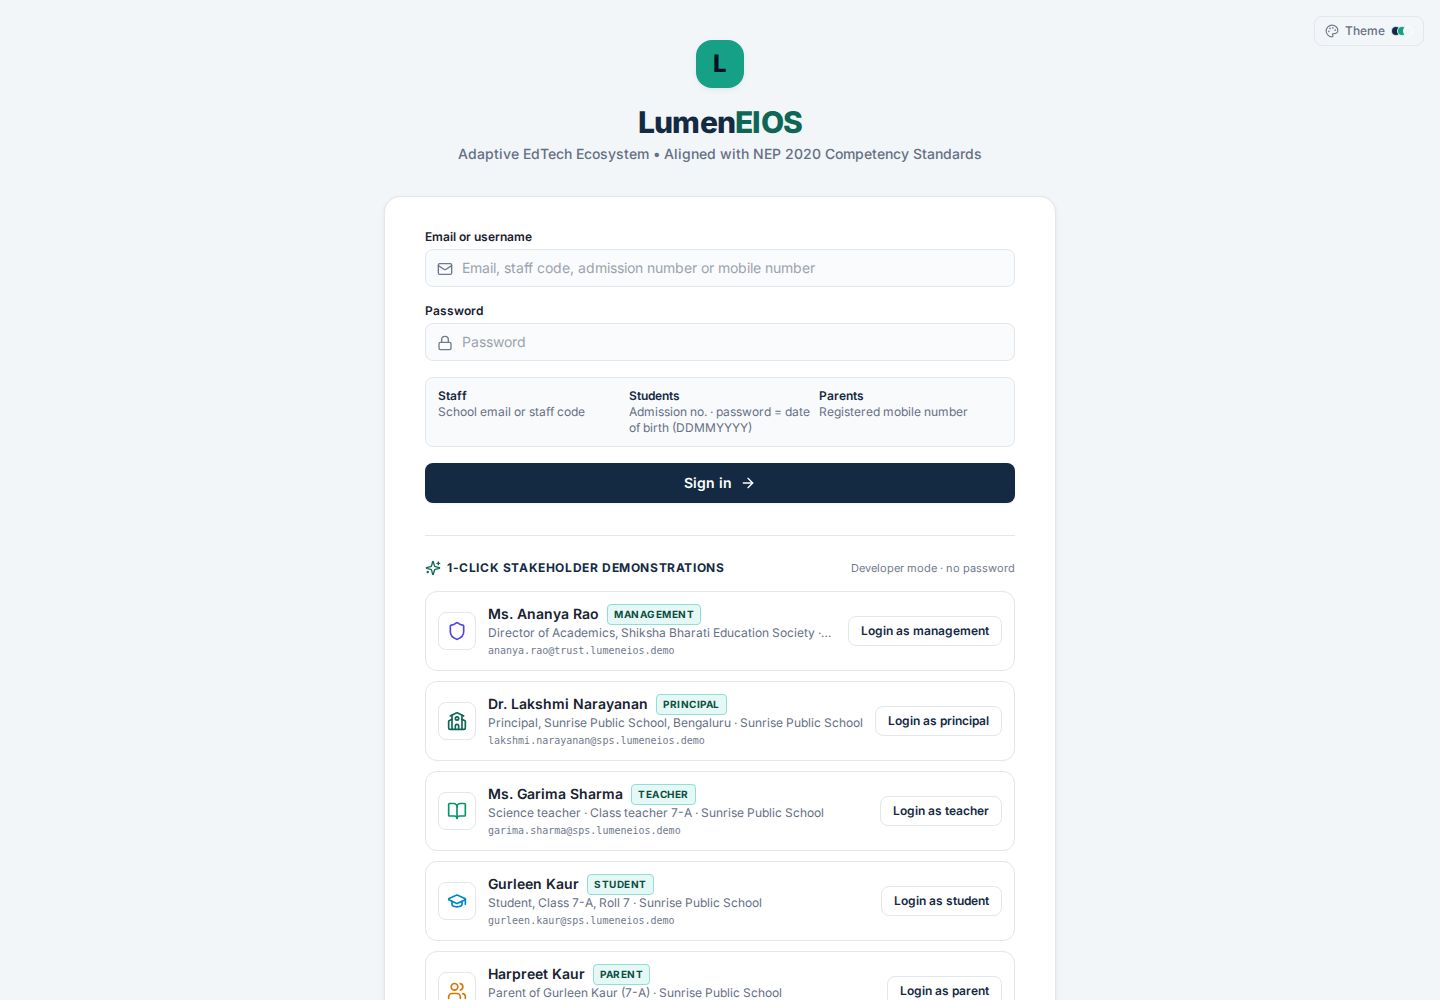 Theme
L
LumenEIOS
Adaptive EdTech Ecosystem • Aligned with NEP 2020 Competency Standards
Email or username
Email, staff code, admission number or mobile number
Password
Password
Staff
School email or staff code
Students
Admission no. · password = date
of birth (DDMMYYYY)
Parents
Registered mobile number
Sign in
1-CLICK STAKEHOLDER DEMONSTRATIONS
Developer mode · no password
Ms. Ananya Rao MANAGEMENT
Director of Academics, Shiksha Bharati Education Society ·...
ananya.rao@trust.lumeneios.demo
Login as management
Dr. Lakshmi Narayanan PRINCIPAL
Principal, Sunrise Public School, Bengaluru · Sunrise Public School
lakshmi.narayanan@sps.lumeneios.demo
Login as principal
Ms. Garima Sharma TEACHER
Science teacher · Class teacher 7-A · Sunrise Public School
garima.sharma@sps.lumeneios.demo
Login as teacher
Gurleen Kaur STUDENT
Student, Class 7-A, Roll 7 · Sunrise Public School
gurleen.kaur@sps.lumeneios.demo
Login as student
Harpreet Kaur PARENT
Parent of Gurleen Kaur (7-A) · Sunrise Public School
Login as parent